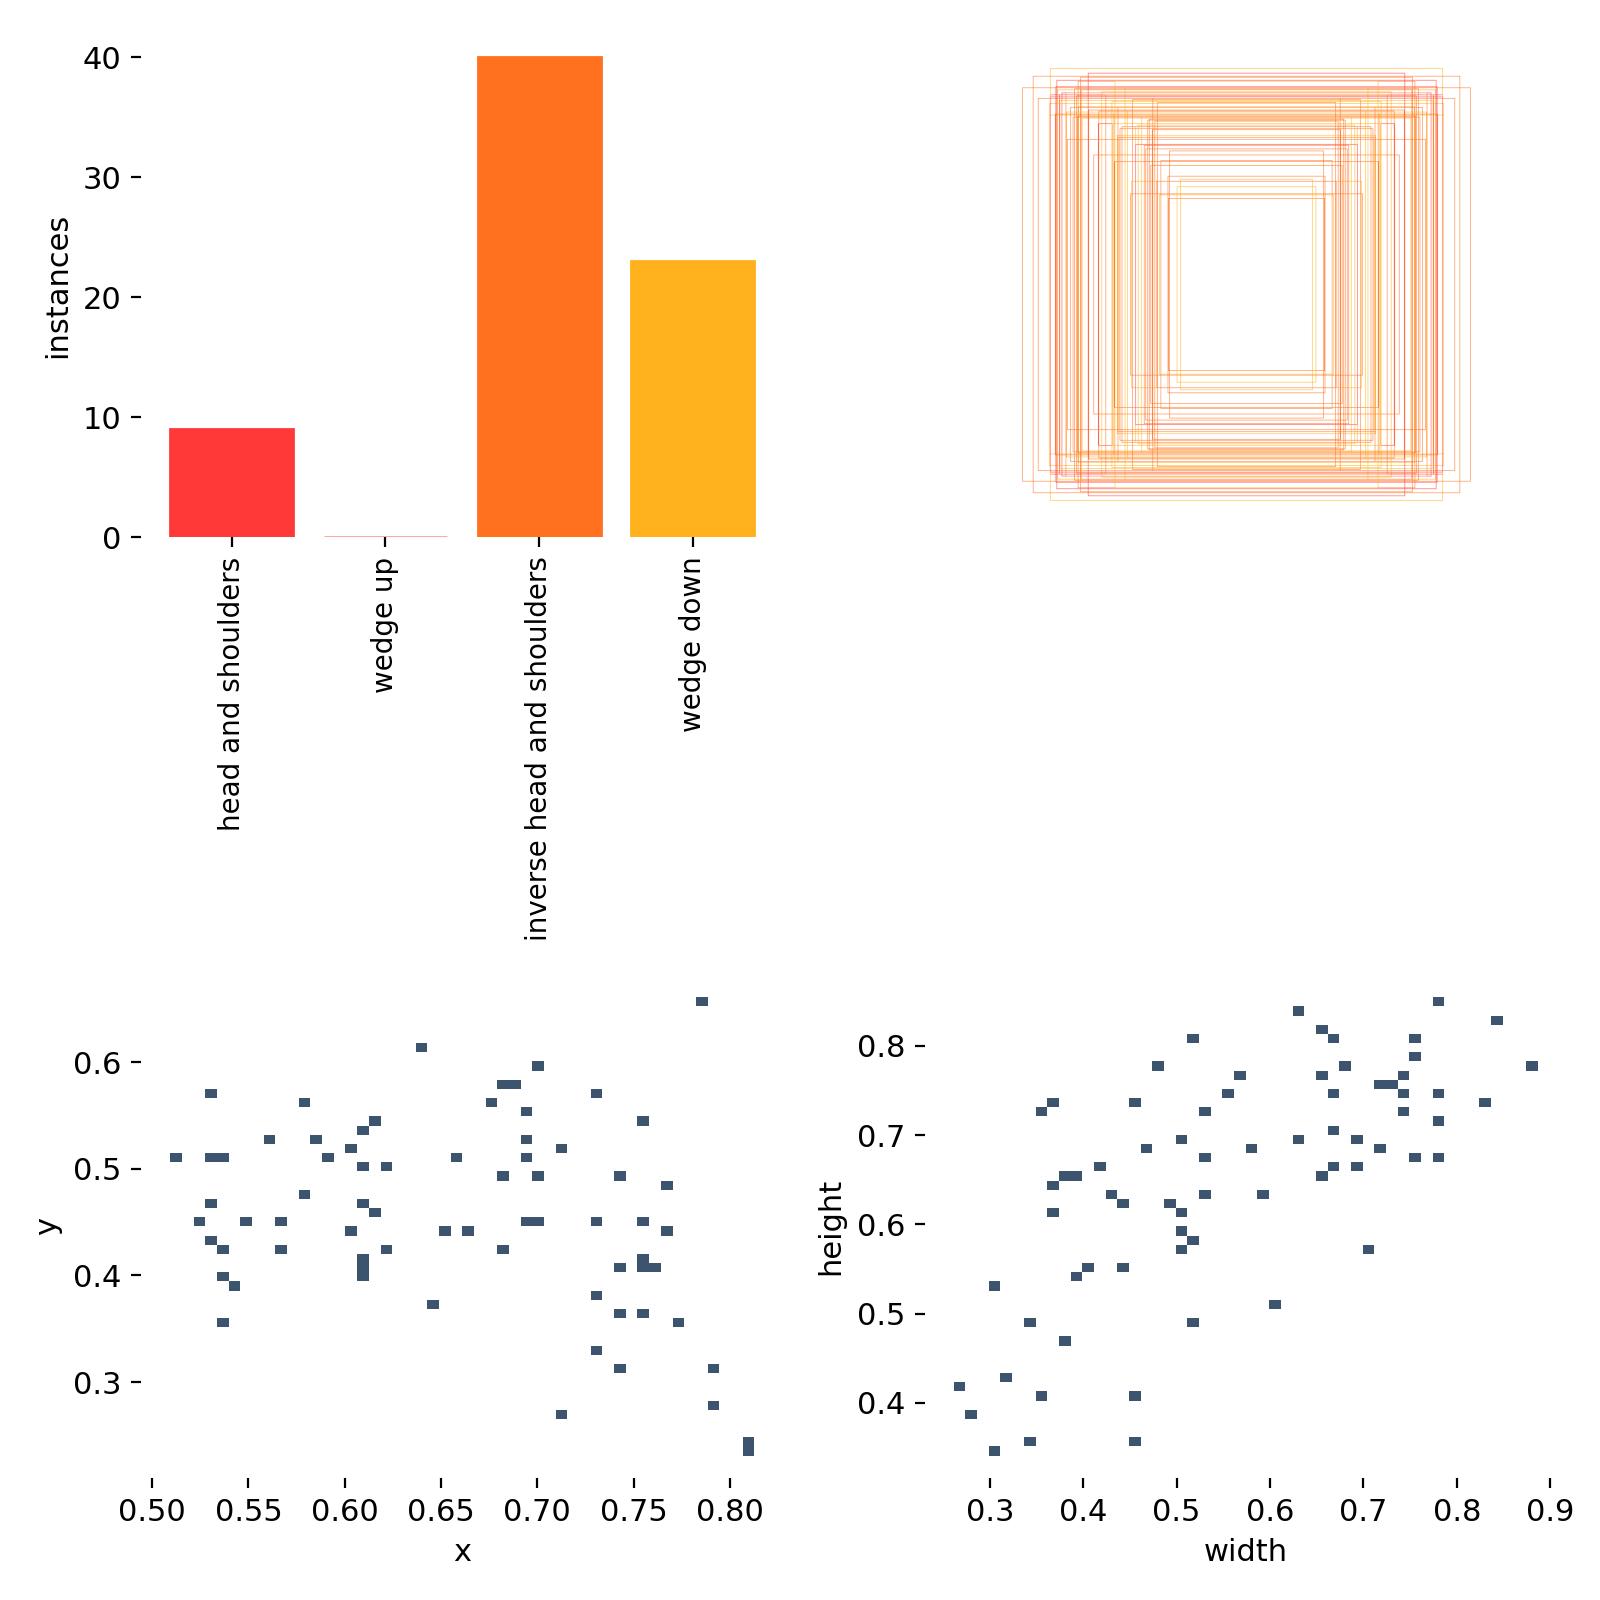 40
30
20
10
0
instances
head and shoulders
wedge up
inverse head and shoulders
wedge down
0.6
0.5
0.4
0.3
y
0.50 0.55 0.60 0.65 0.70 0.75 0.80
x
0.8
0.7
0.6
0.5
0.4
height
0.3 0.4 0.5 0.6 0.7 0.8 0.9
width